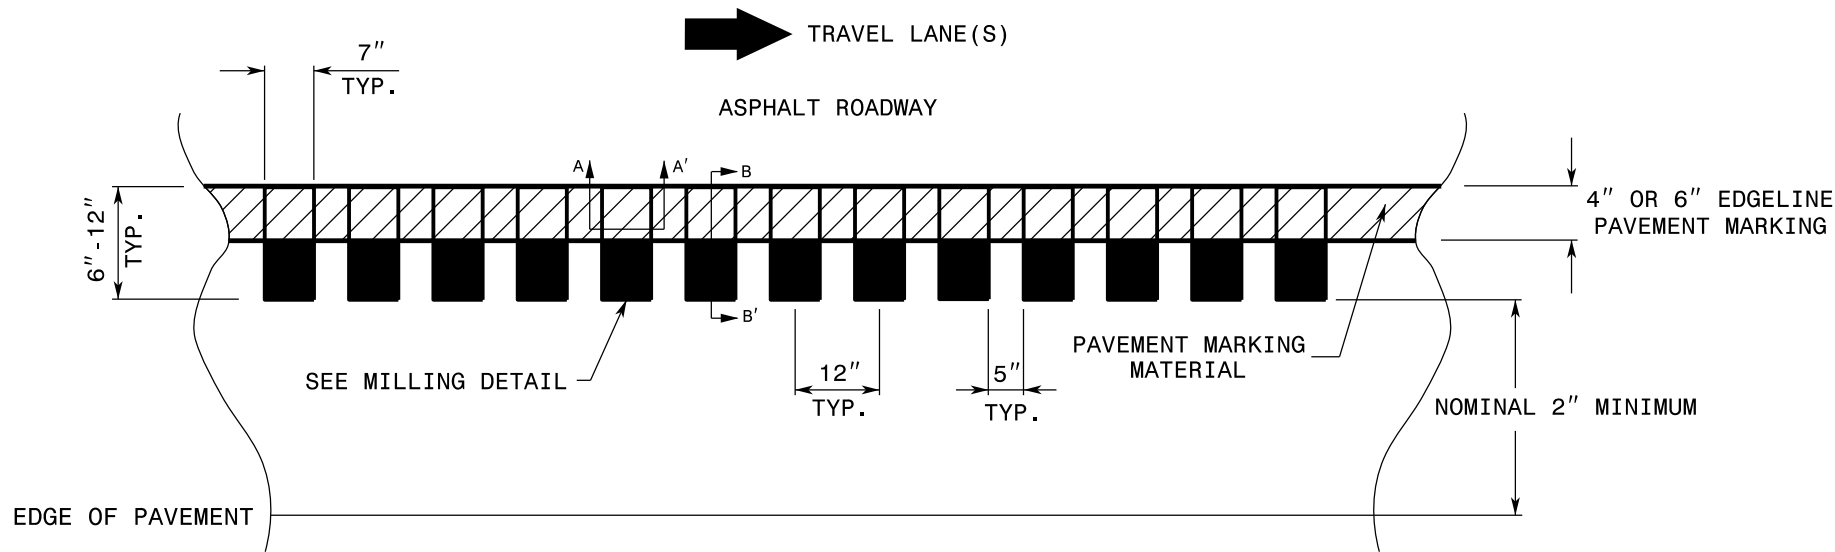 TRAVEL LANE(S)
7"
TYP.
ASPHALT ROADWAY
A
A'
B
4" OR 6" EDGELINE
PAVEMENT MARKING
6"-12"
TYP.
B'
PAVEMENT MARKING
MATERIAL
SEE MILLING DETAIL
12"
TYP.
5"
TYP.
NOMINAL 2" MINIMUM
EDGE OF PAVEMENT